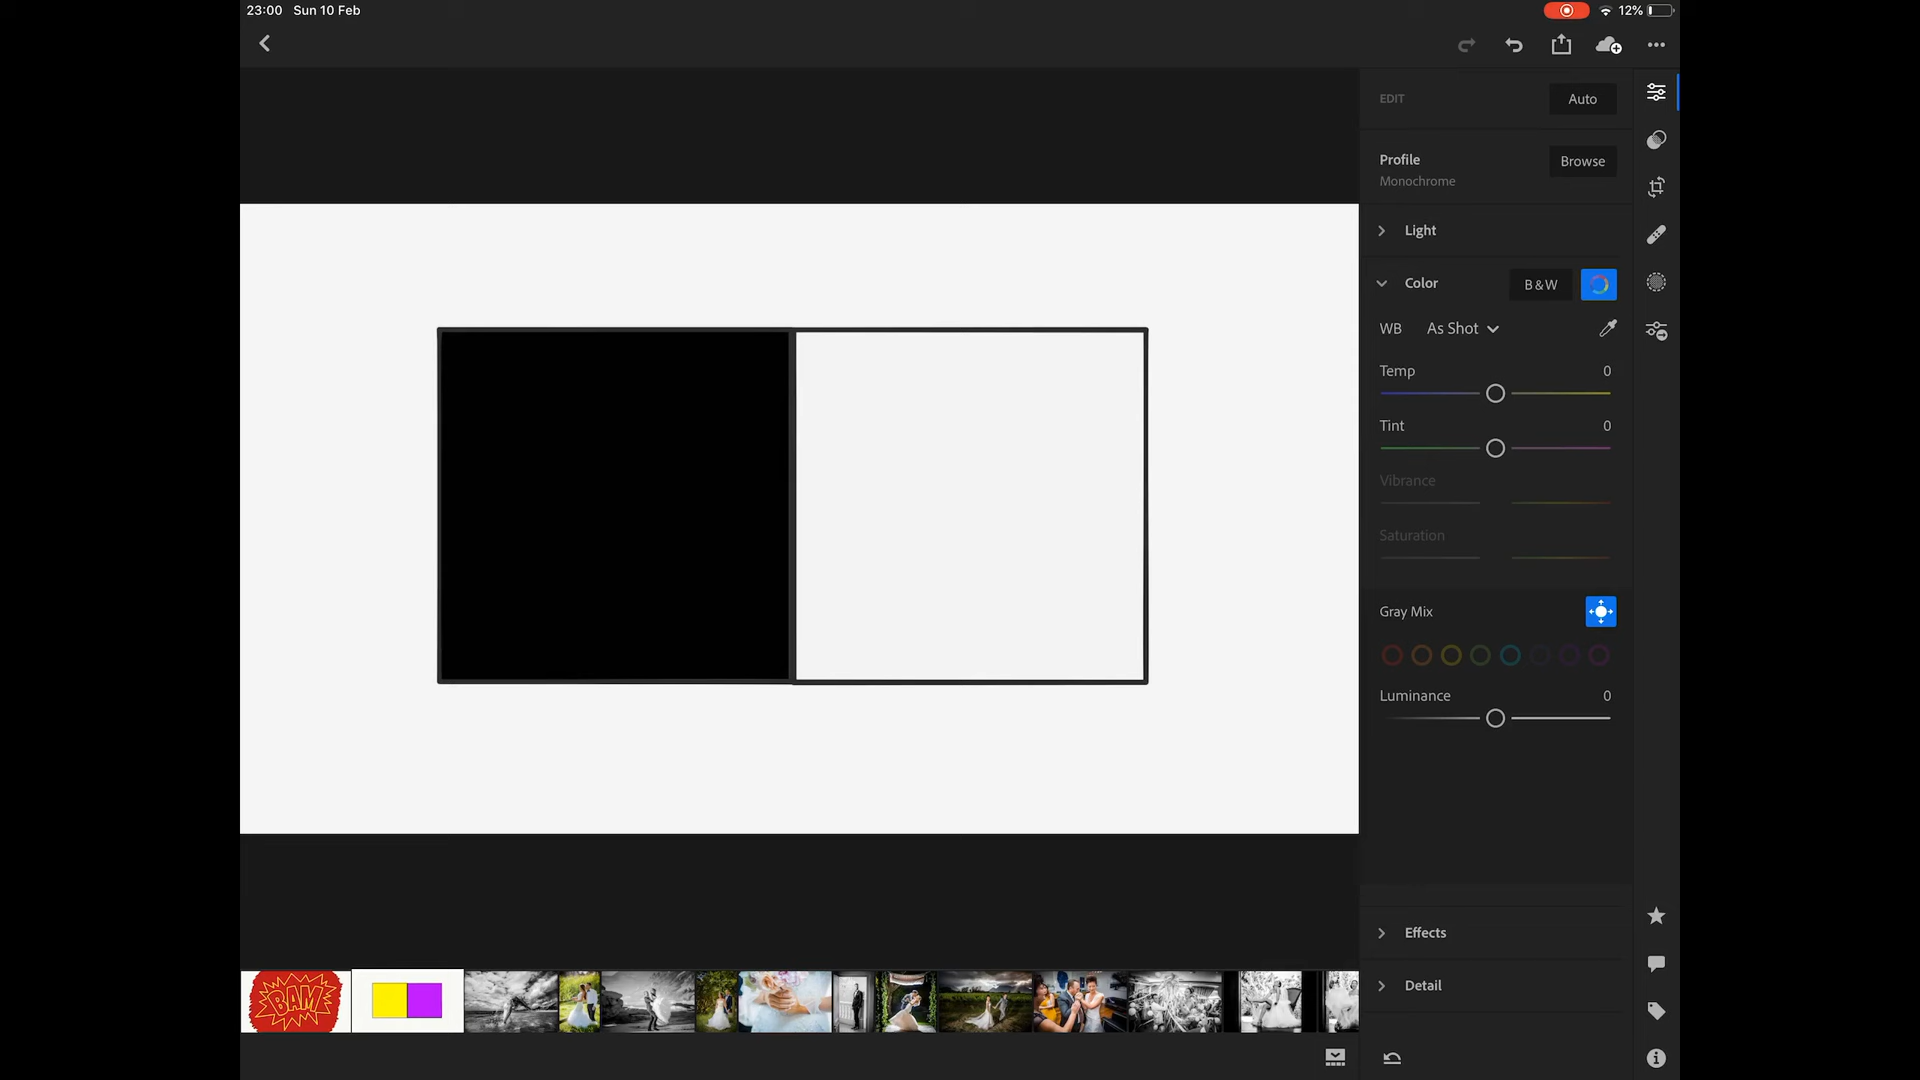 23:00 Sun 10 Feb
12%
EDIT
Auto
Profile
Browse
Monochrome
Light
Color
B & W
WB As Shot
Temp 0
Tint 0
Vibrance
Saturation
Gray Mix
Luminance 0
Effects
Detail
BAM